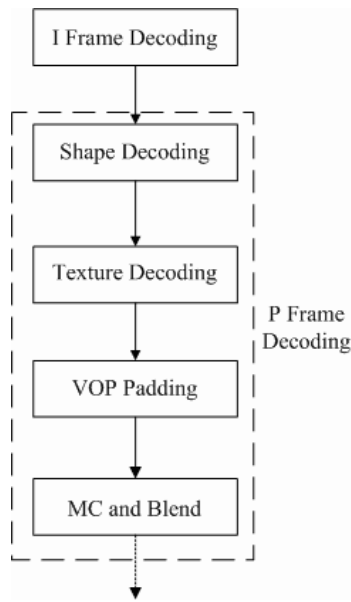 I Frame Decoding
Shape Decoding
Texture Decoding
P Frame
Decoding
VOP Padding
MC and Blend